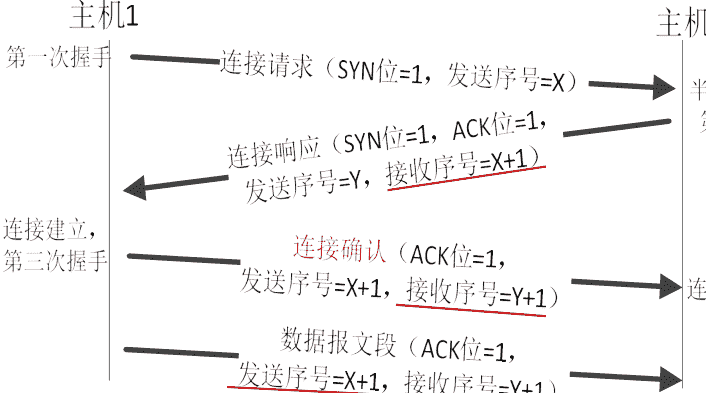 主机1
主机
第一次握手
连接请求（SYN位=1，发送序号=X）
半
连接响应（SYN位=1，ACK位=1，
发送序号=Y，接收序号=X+1）
连接建立，
第三次握手
连接确认（ACK位=1，
发送序号=X+1，接收序号=Y+1）
连
数据报文段（ACK位=1，
发送序号=X+1，接收序号=Y+1）